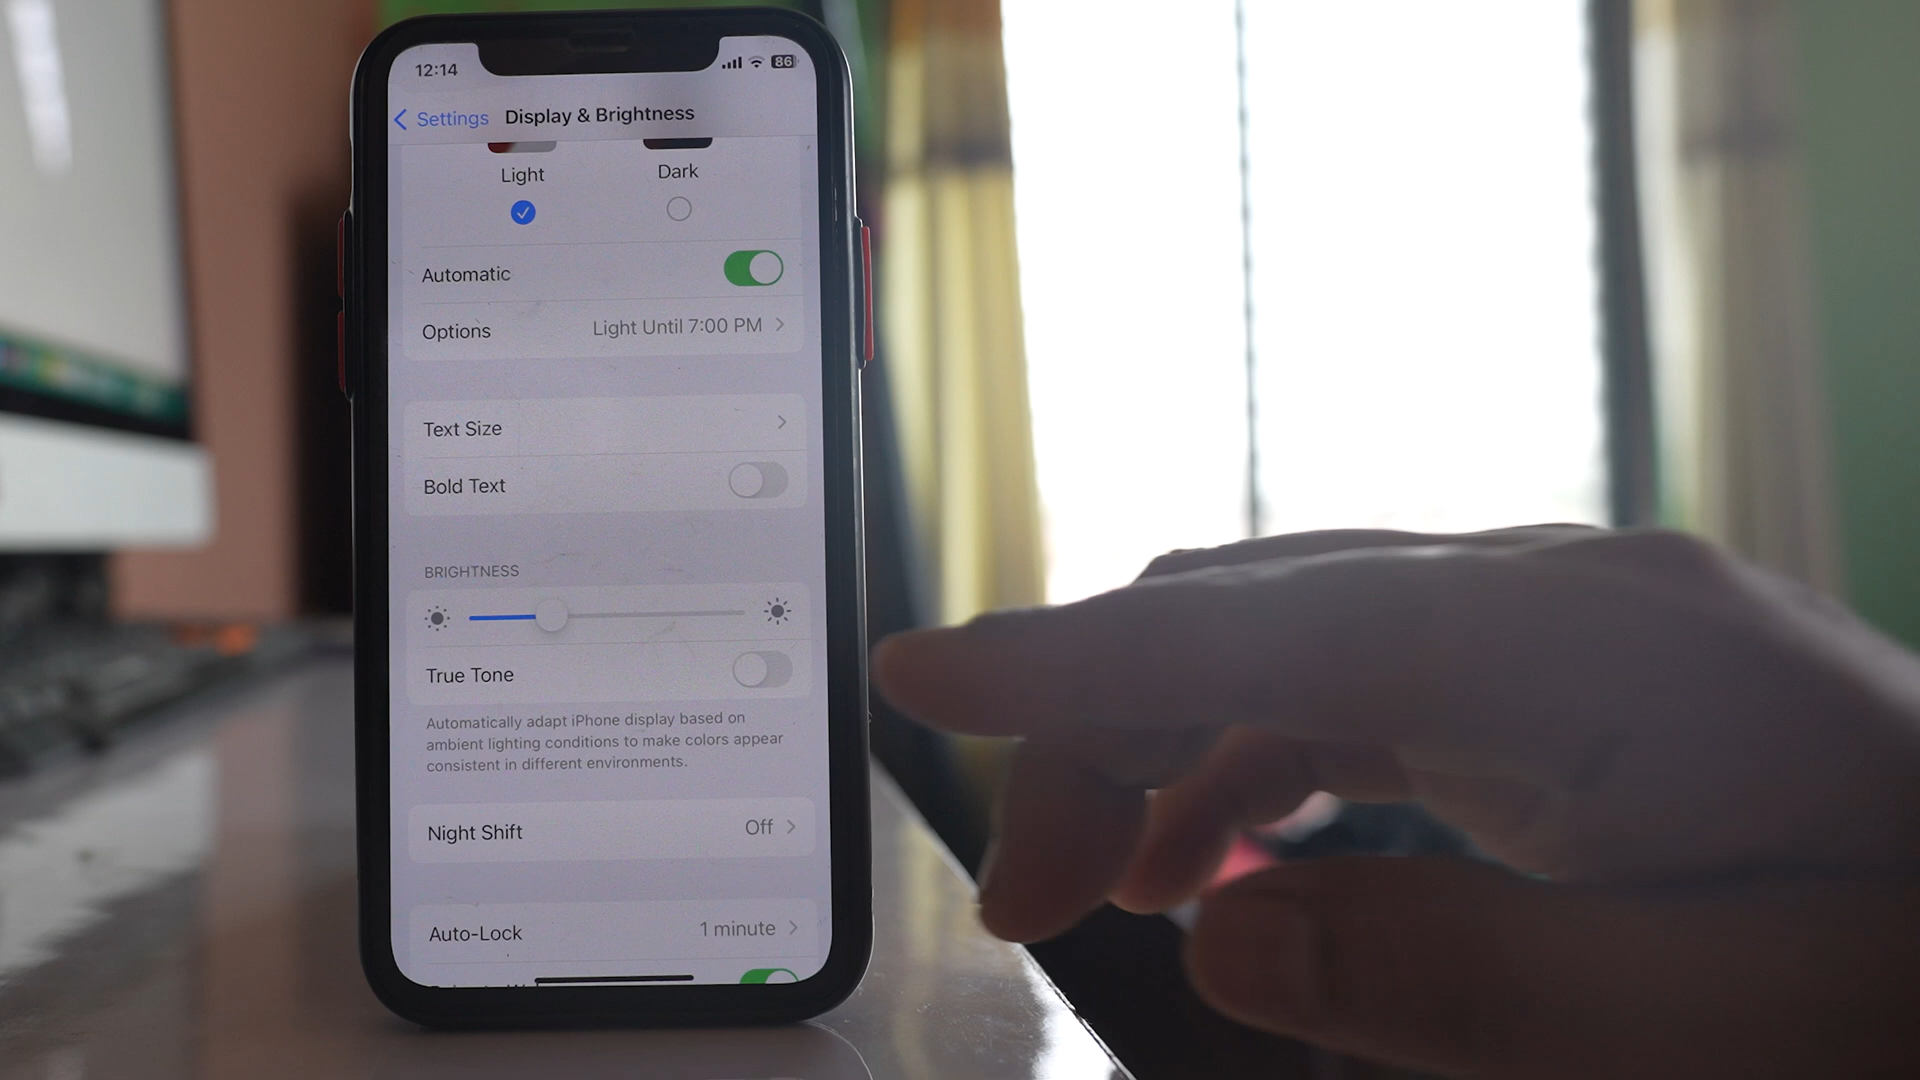 12:14
86
Settings Display & Brightness
Light Dark
Automatic
Options Light Until 7:00 PM
Text Size
Bold Text
BRIGHTNESS
True Tone
Automatically adapt iPhone display based on
ambient lighting conditions to make colors appear
consistent in different environments.
Night Shift Off
Auto-Lock 1 minute